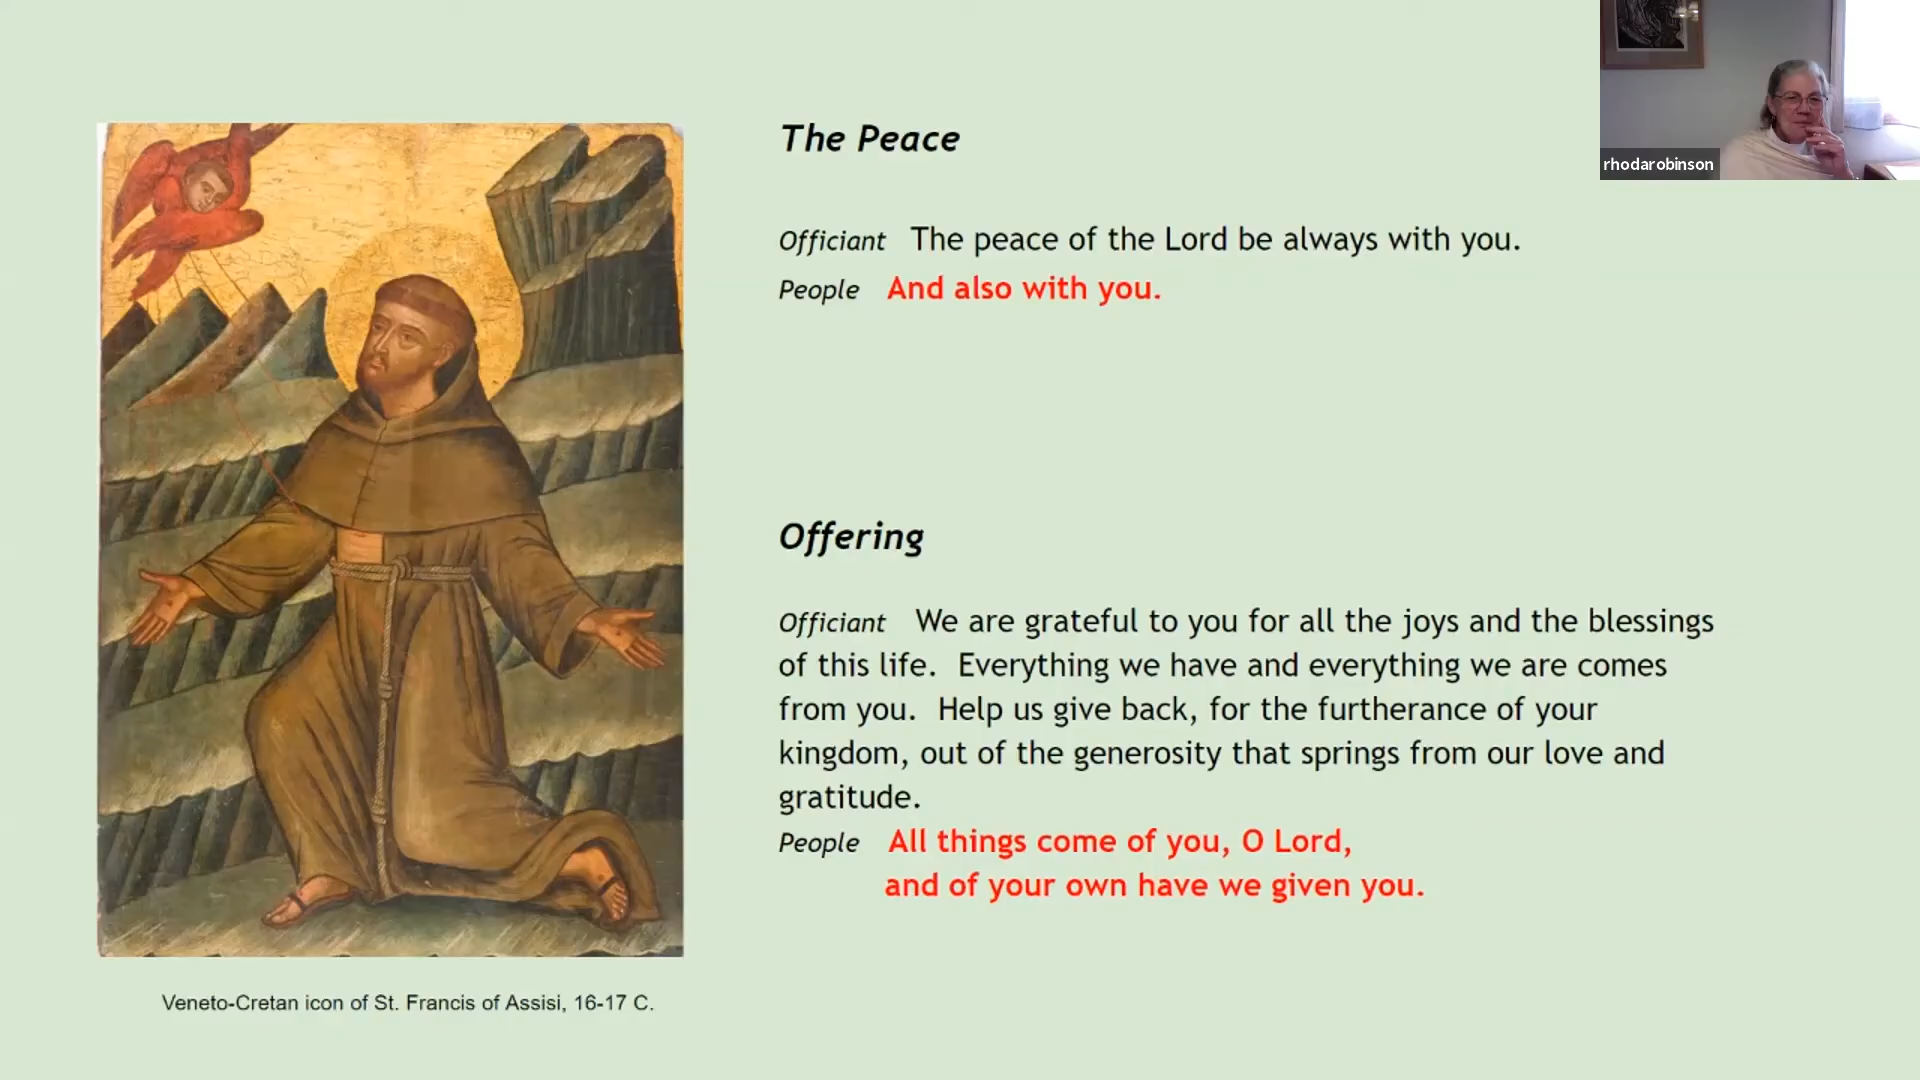 rhodarobinson
The Peace
Officiant The peace of the Lord be always with you.
People And also with you.
Offering
Officiant We are grateful to you for all the joys and the blessings
of this life. Everything we have and everything we are comes
from you. Help us give back, for the furtherance of your
kingdom, out of the generosity that springs from our love and
gratitude.
People All things come of you, O Lord,
and of your own have we given you.
Veneto-Cretan icon of St. Francis of Assisi, 16-17 C.